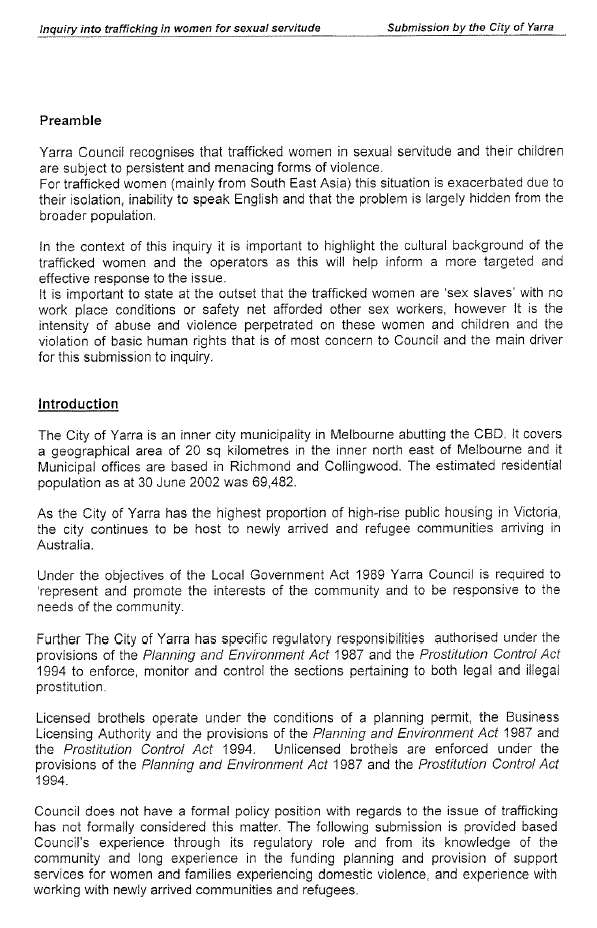 Inquiry into trafficking in women for sexual servitude Submission by the City of Yarra
Preamble
Yarra Council recognises that trafficked women in sexual servitude and their children
are subject to persistent and menacing forms of violence.
For trafficked women (mainly from South East Asia) this situation is exacerbated due to
their isolation, inability to speak English and that the problem is largely hidden from the
broader population.
In the context of this inquiry it is important to highlight the cultural background of the
trafficked women and the operators as this will help inform a more targeted and
effective response to the issue.
It is important to state at the outset that the trafficked women are 'sex slaves' with no
work place conditions or safety net afforded other sex workers, however It is the
intensity of abuse and violence perpetrated on these women and children and the
violation of basic human rights that is of most concern to Council and the main driver
for this submission to inquiry.
Introduction
The City of Yarra is an inner city municipality in Melbourne abutting the CBD. It covers
a geographical area of 20 sq kilometres in the inner north east of Melbourne and it
Municipal offices are based in Richmond and Collingwood. The estimated residential
population as at 30 June 2002 was 69,482.
As the City of Yarra has the highest proportion of high-rise public housing in Victoria,
the city continues to be host to newly arrived and refugee communities arriving in
Australia.
Under the objectives of the Local Government Act 1989 Yarra Council is required to
'represent and promote the interests of the community and to be responsive to the
needs of the community.
Further The City of Yarra has specific regulatory responsibilities authorised under the
provisions of the Planning and Environment Act 1987 and the Prostitution Control Act
1994 to enforce, monitor and control the sections pertaining to both legal and illegal
prostitution.
Licensed brothels operate under the conditions of a planning permit, the Business
Licensing Authority and the provisions of the Planning and Environment Act 1987 and
the Prostitution Control Act 1994. Unlicensed brothels are enforced under the
provisions of the Planning and Environment Act 1987 and the Prostitution Control Act
1994.
Council does not have a formal policy position with regards to the issue of trafficking
has not formally considered this matter. The following submission is provided based
Council's experience through its regulatory role and from its knowledge of the
community and long experience in the funding planning and provision of support
services for women and families experiencing domestic violence, and experience with
working with newly arrived communities and refugees.